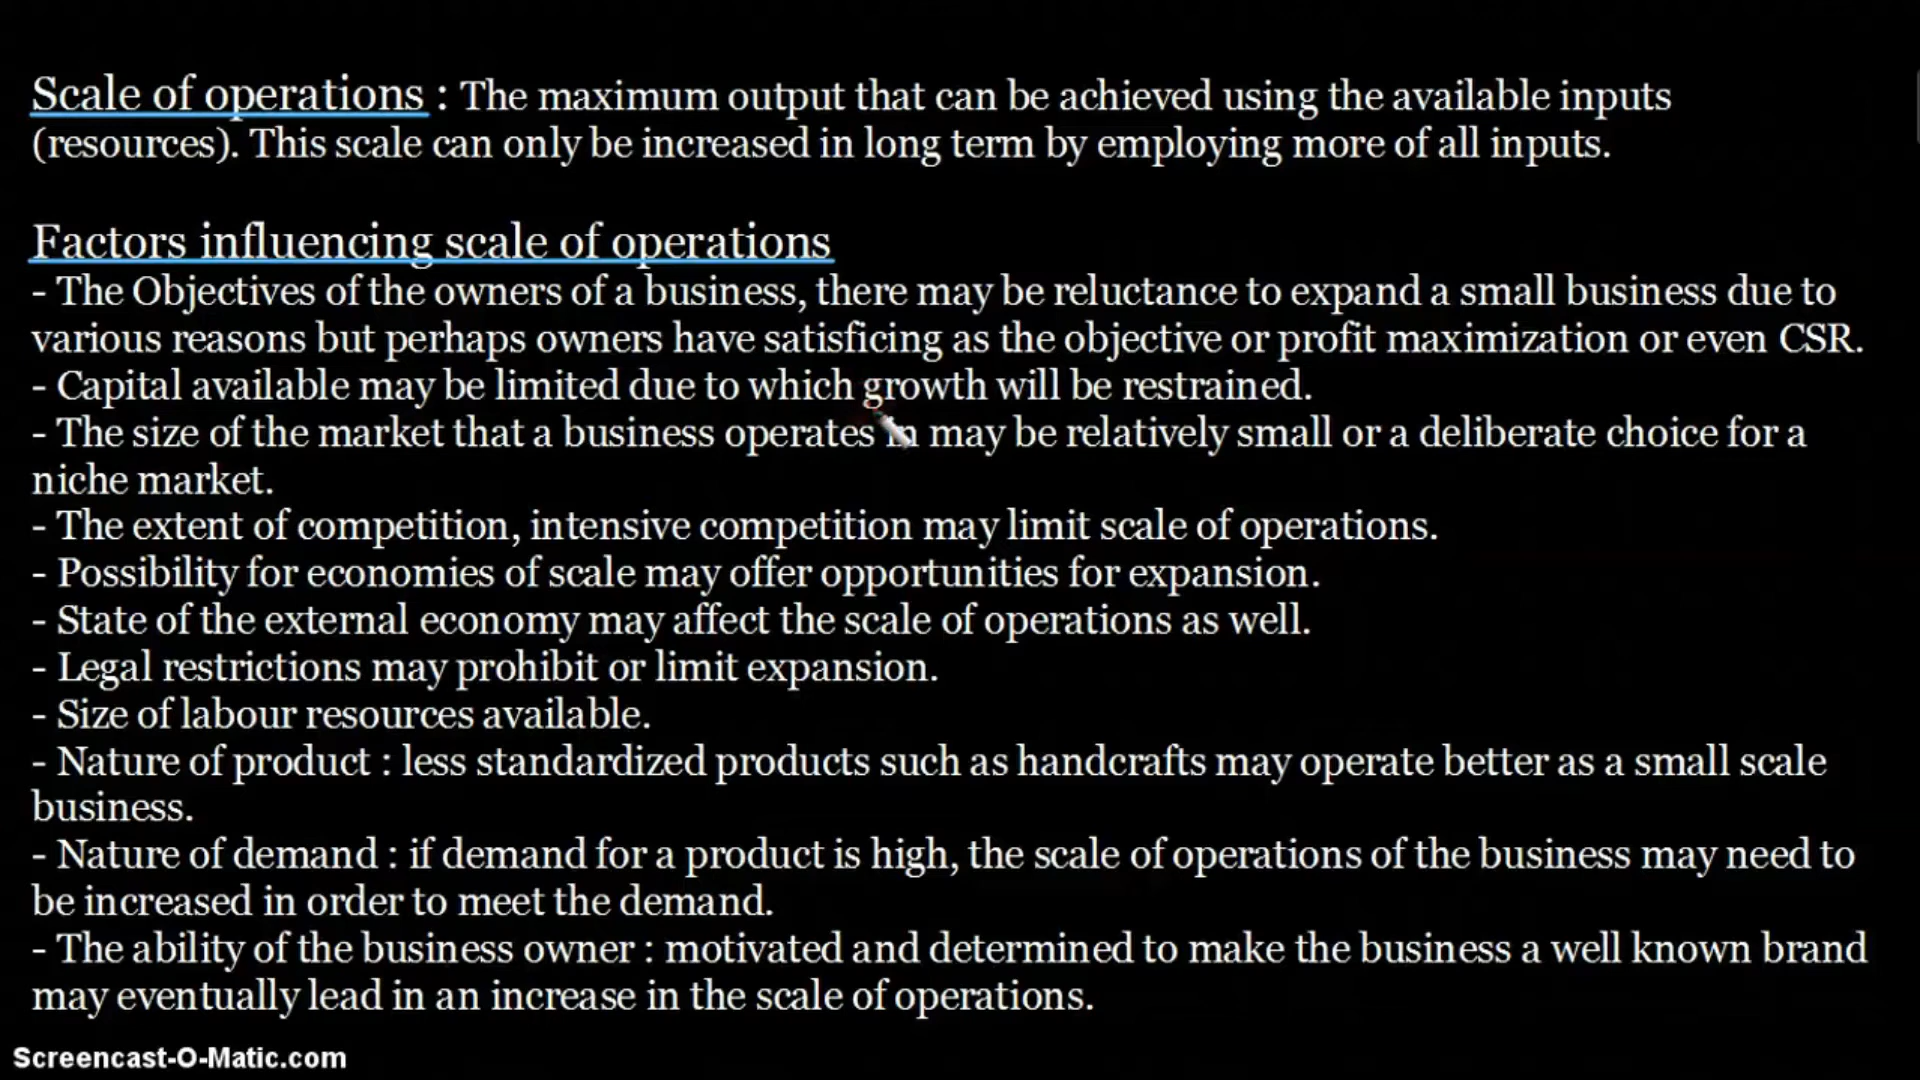 Scale of operations : The maximum output that can be achieved using the available inputs
(resources). This scale can only be increased in long term by employing more of all inputs.
Factors influencing scale of operations
- The Objectives of the owners of a business, there may be reluctance to expand a small business due to
various reasons but perhaps owners have satisficing as the objective or profit maximization or even CSR.
- Capital available may be limited due to which growth will be restrained.
- The size of the market that a business operates in may be relatively small or a deliberate choice for a
niche market.
- The extent of competition, intensive competition may limit scale of operations.
- Possibility for economies of scale may offer opportunities for expansion.
- State of the external economy may affect the scale of operations as well.
- Legal restrictions may prohibit or limit expansion.
- Size of labour resources available.
- Nature of product : less standardized products such as handcrafts may operate better as a small scale
business.
- Nature of demand : if demand for a product is high, the scale of operations of the business may need to
be increased in order to meet the demand.
- The ability of the business owner : motivated and determined to make the business a well known brand
may eventually lead in an increase in the scale of operations.
Screencast-O-Matic.com